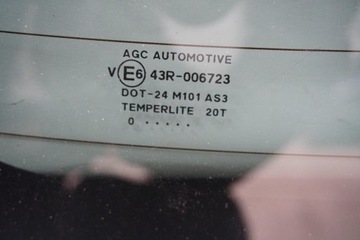 AGC AUTOMOTIVE
V E6 43R-006723
DOT-24 M101 AS3
TEMPERLITE 20T
0 .....